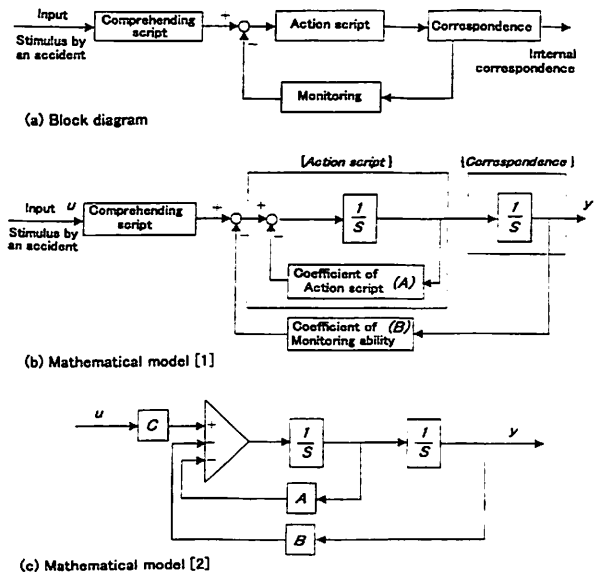 Input
Stimulus by
an accident
Comprehending
script
+
−
Action script
Correspondence
Internal
correspondence
Monitoring
(a) Block diagram
[Action script]
{Correspondence}
Input u
Stimulus by
an accident
Comprehending
script
+
−
+
−
1
S
1
S
y
Coefficient of
Action script (A)
Coefficient of (B)
Monitoring ability
(b) Mathematical model [1]
u
C
+
−
−
1
S
1
S
y
A
B
(c) Mathematical model [2]